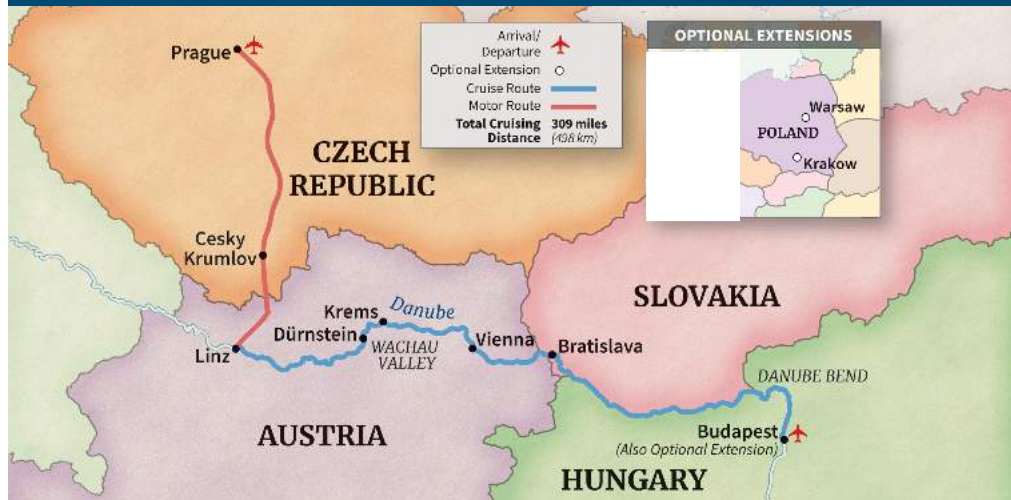 Prague
Arrival/
Departure
Optional Extension
Cruise Route
Motor Route
Total Cruising 309 miles
Distance (498 km)
OPTIONAL EXTENSIONS
Warsaw
POLAND
Krakow
CZECH
REPUBLIC
Cesky
Krumlov
SLOVAKIA
Krems
Danube
Dürnstein
WACHAU
VALLEY
Linz
Vienna
Bratislava
DANUBE BEND
AUSTRIA
Budapest
(Also Optional Extension)
HUNGARY